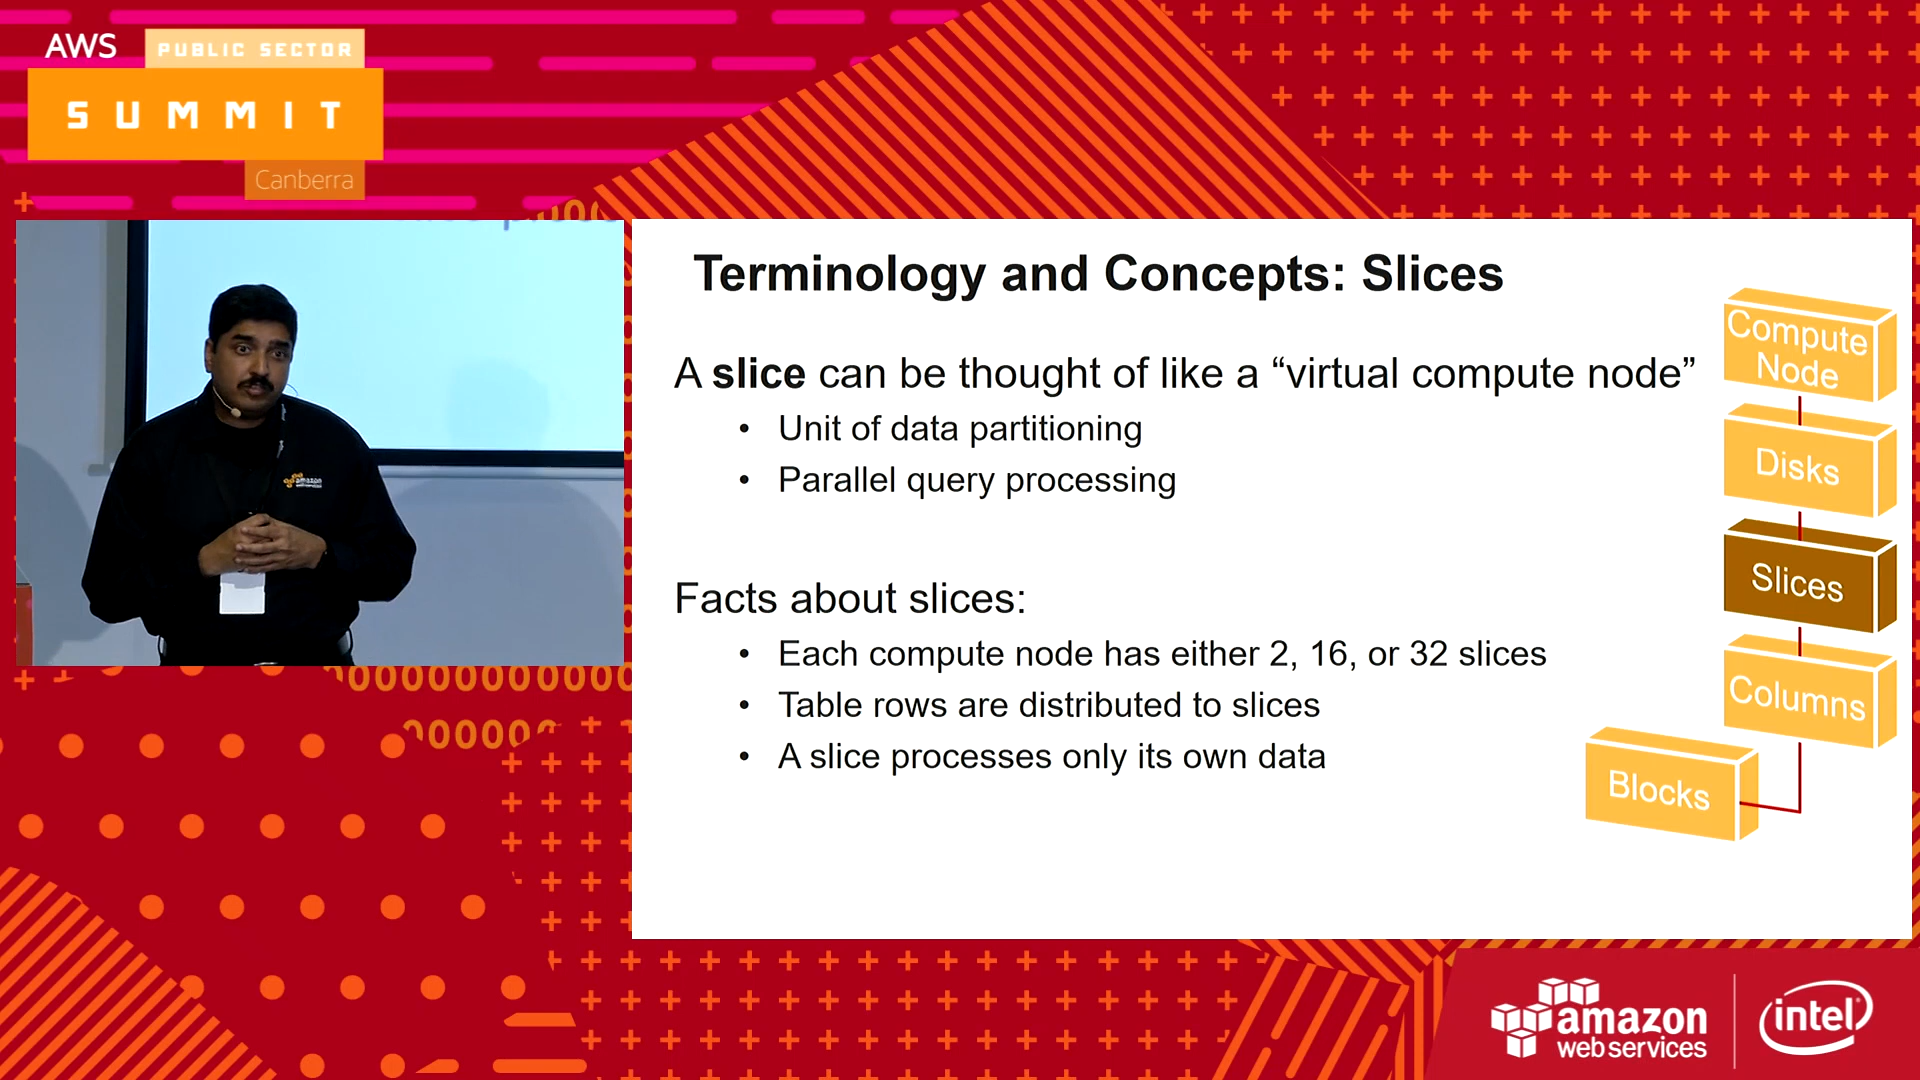 AWS
PUBLIC SECTOR
SUMMIT
Canberra
amazon
Terminology and Concepts: Slices
A slice can be thought of like a “virtual compute node”
• Unit of data partitioning
• Parallel query processing
Facts about slices:
• Each compute node has either 2, 16, or 32 slices
• Table rows are distributed to slices
• A slice processes only its own data
Compute
Node
Disks
Slices
Columns
Blocks
amazon
web services
intel